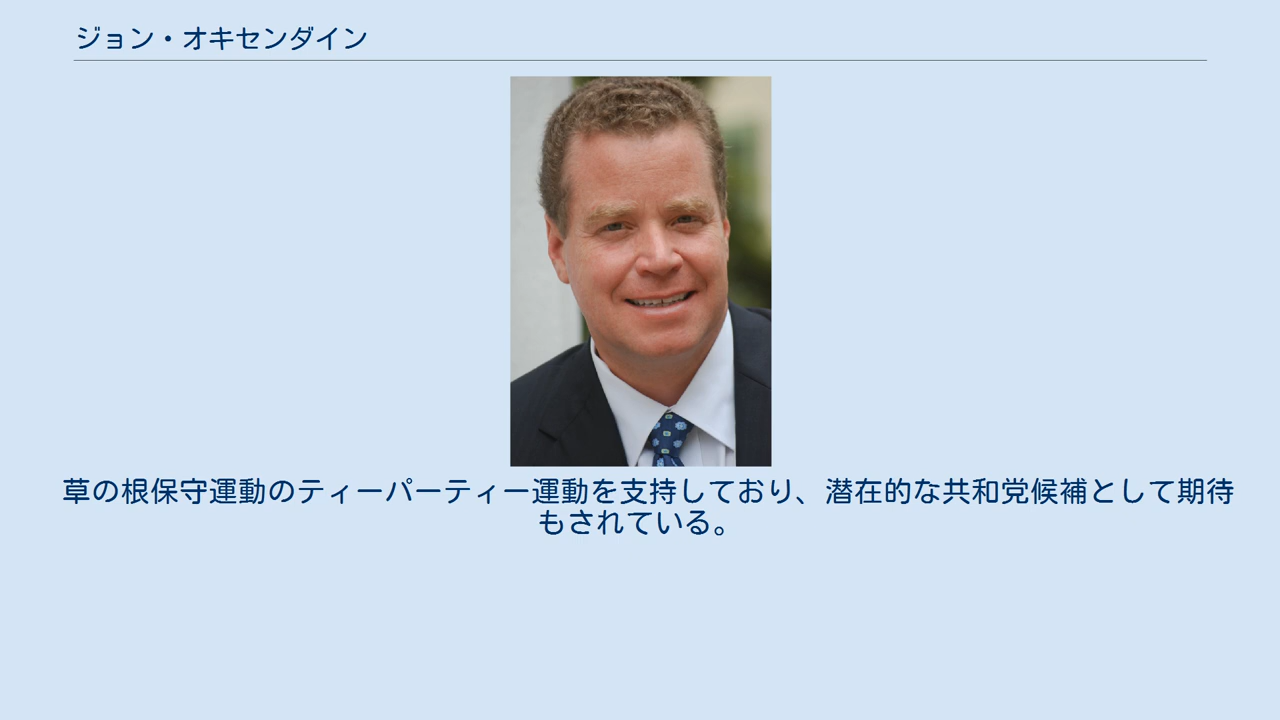 ジョン・オキセンダイン
草の根保守運動のティーパーティー運動を支持しており、潜在的な共和党候補として期待
もされている。